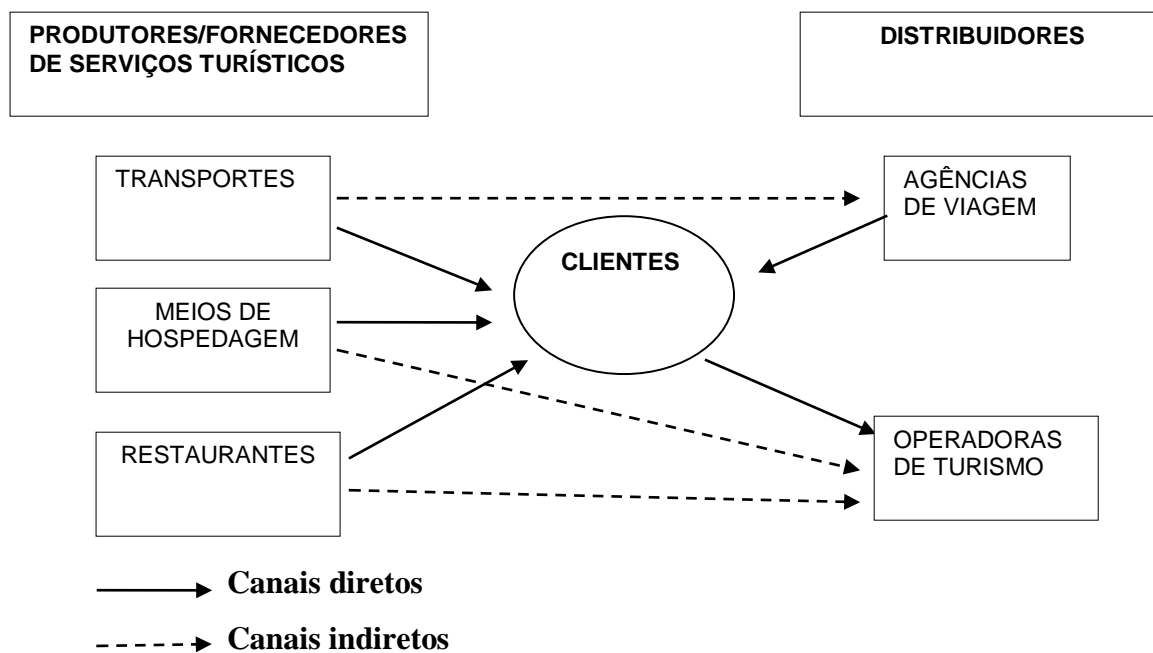 PRODUTORES/FORNECEDORES
DE SERVIÇOS TURÍSTICOS
DISTRIBUIDORES
TRANSPORTES
AGÊNCIAS
DE VIAGEM
CLIENTES
MEIOS DE
HOSPEDAGEM
RESTAURANTES
OPERADORAS
DE TURISMO
Canais diretos
Canais indiretos